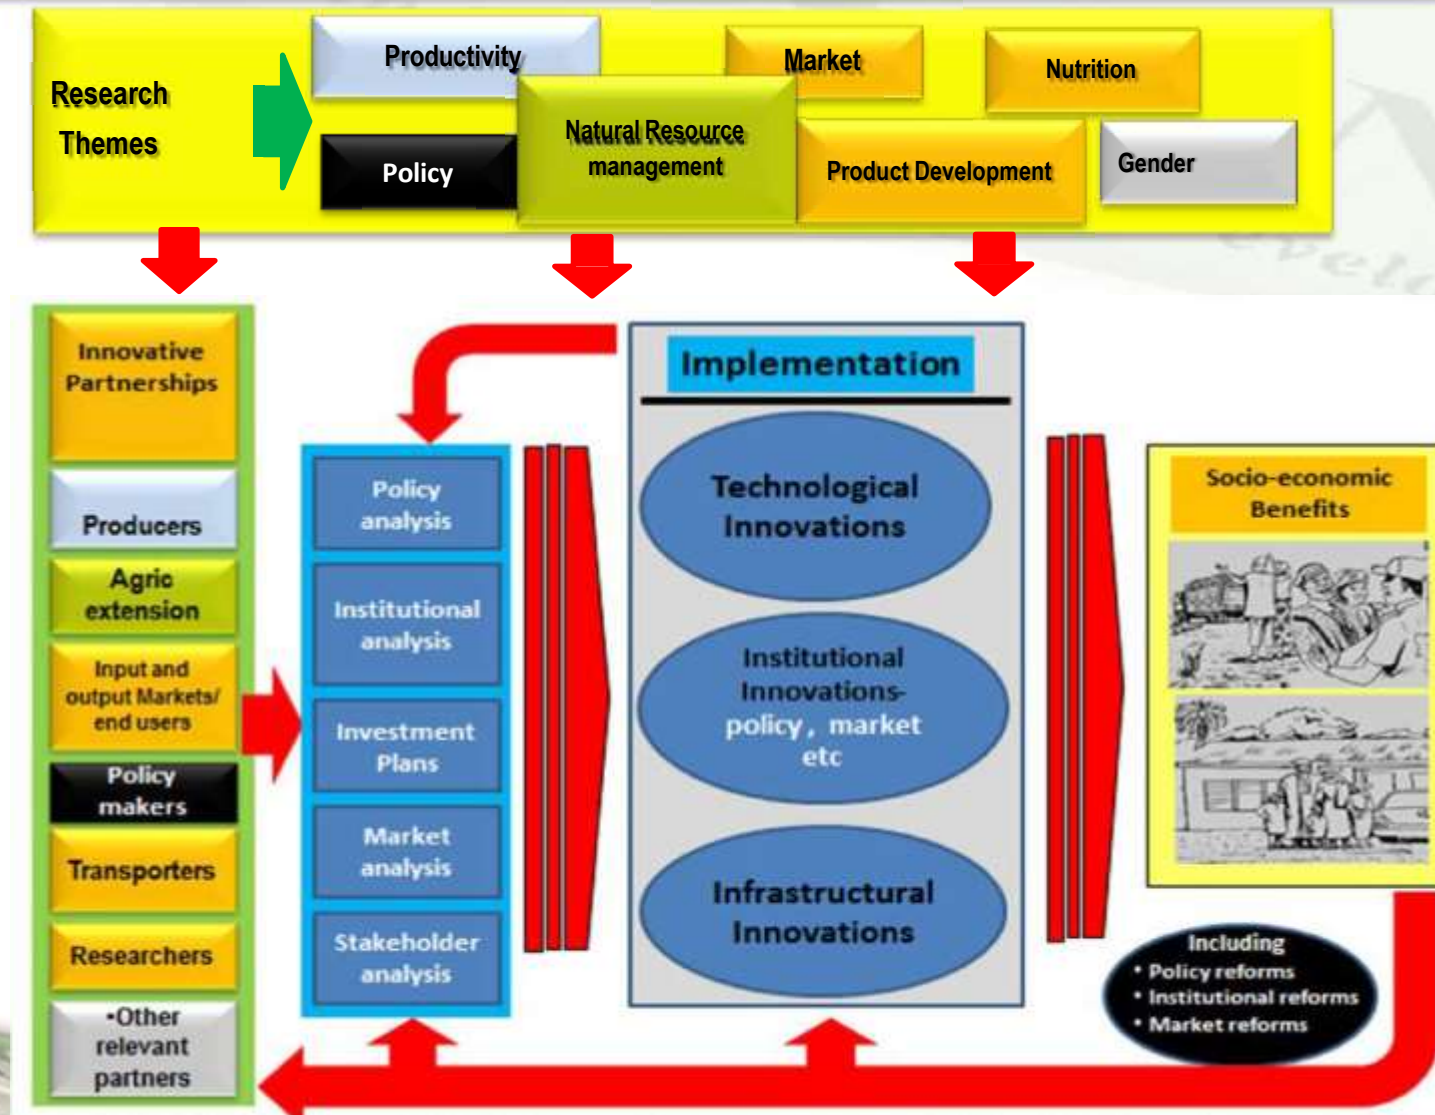 Research
Themes
Productivity
Market
Nutrition
Policy
Natural Resource
management
Product Development
Gender
Innovative
Partnerships
Producers
Agric
extension
Input and
output Markets/
end users
Policy
makers
Transporters
Researchers
•Other
relevant
partners
Policy
analysis
Institutional
analysis
Investment
Plans
Market
analysis
Stakeholder
analysis
Implementation
Technological
Innovations
Institutional
Innovations-
policy , market
etc
Infrastructural
Innovations
Socio-economic
Benefits
Including
• Policy reforms
• Institutional reforms
• Market reforms